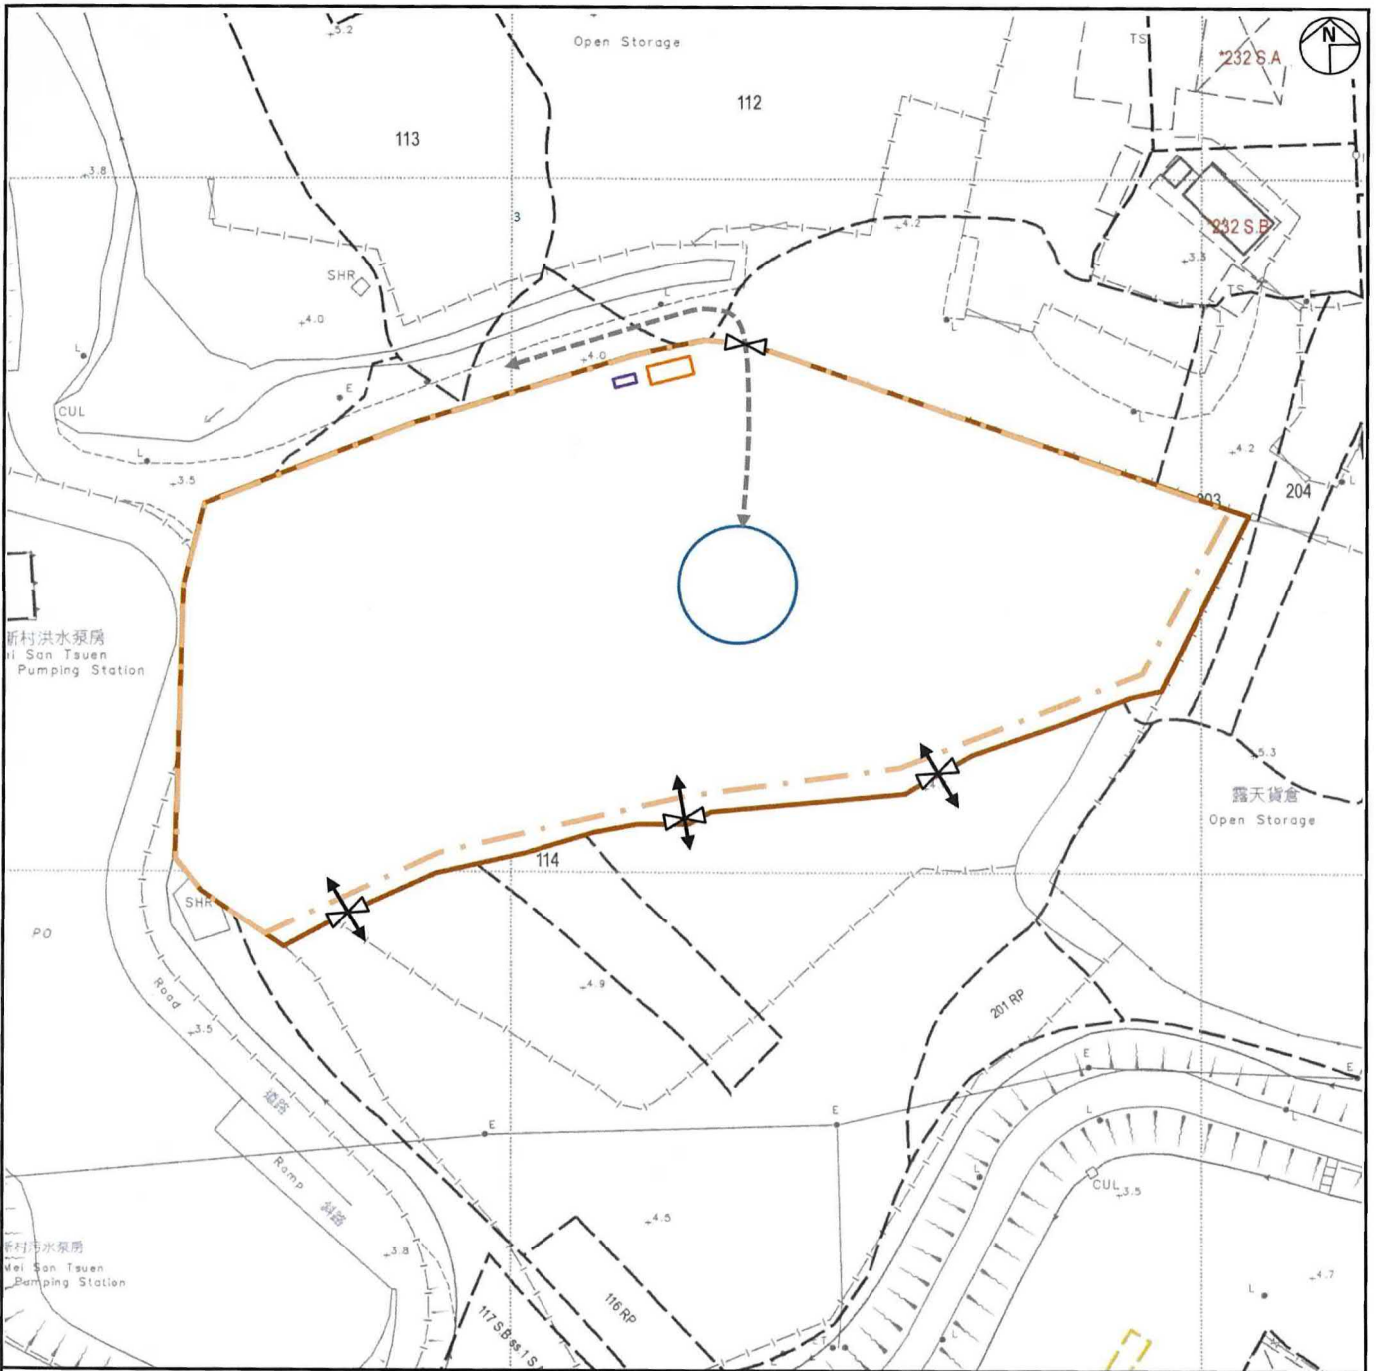 N
5.2
Open Storage
TS
*232 S.A
112
113
3.8
3
*232 S.B
4.2
3.3
SHR
TS
L
E
4.0
L
L
L
4.0
E
CUL
L
L
4.2
3.5
203
204
L
新村洪水泵房
San Tsuen
Pumping Station
5.3
露天貨倉
Open Storage
114
SHR
PO
4.9
Road
201 RP
3.5
E
E
道路
E
E
L
L
Ramp
L
CUL
3.5
斜路
4.5
新村污水泵房
Mei San Tsuen
Pumping Station
3.8
4.7
L
116 RP
117 S.B ss 1 S.A
L